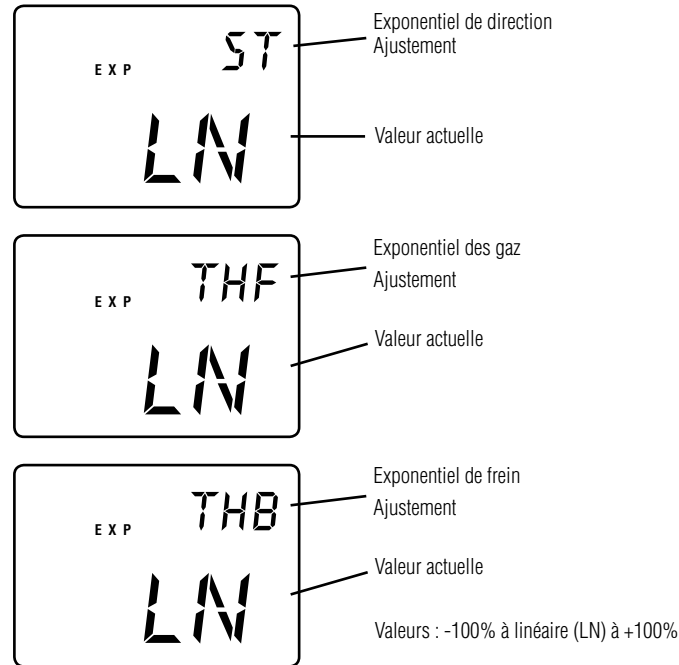 ST
EXP
LN
Exponentiel de direction
Ajustement
Valeur actuelle
THF
EXP
LN
Exponentiel des gaz
Ajustement
Valeur actuelle
THB
EXP
LN
Exponentiel de frein
Ajustement
Valeur actuelle
Valeurs : -100% à linéaire (LN) à +100%